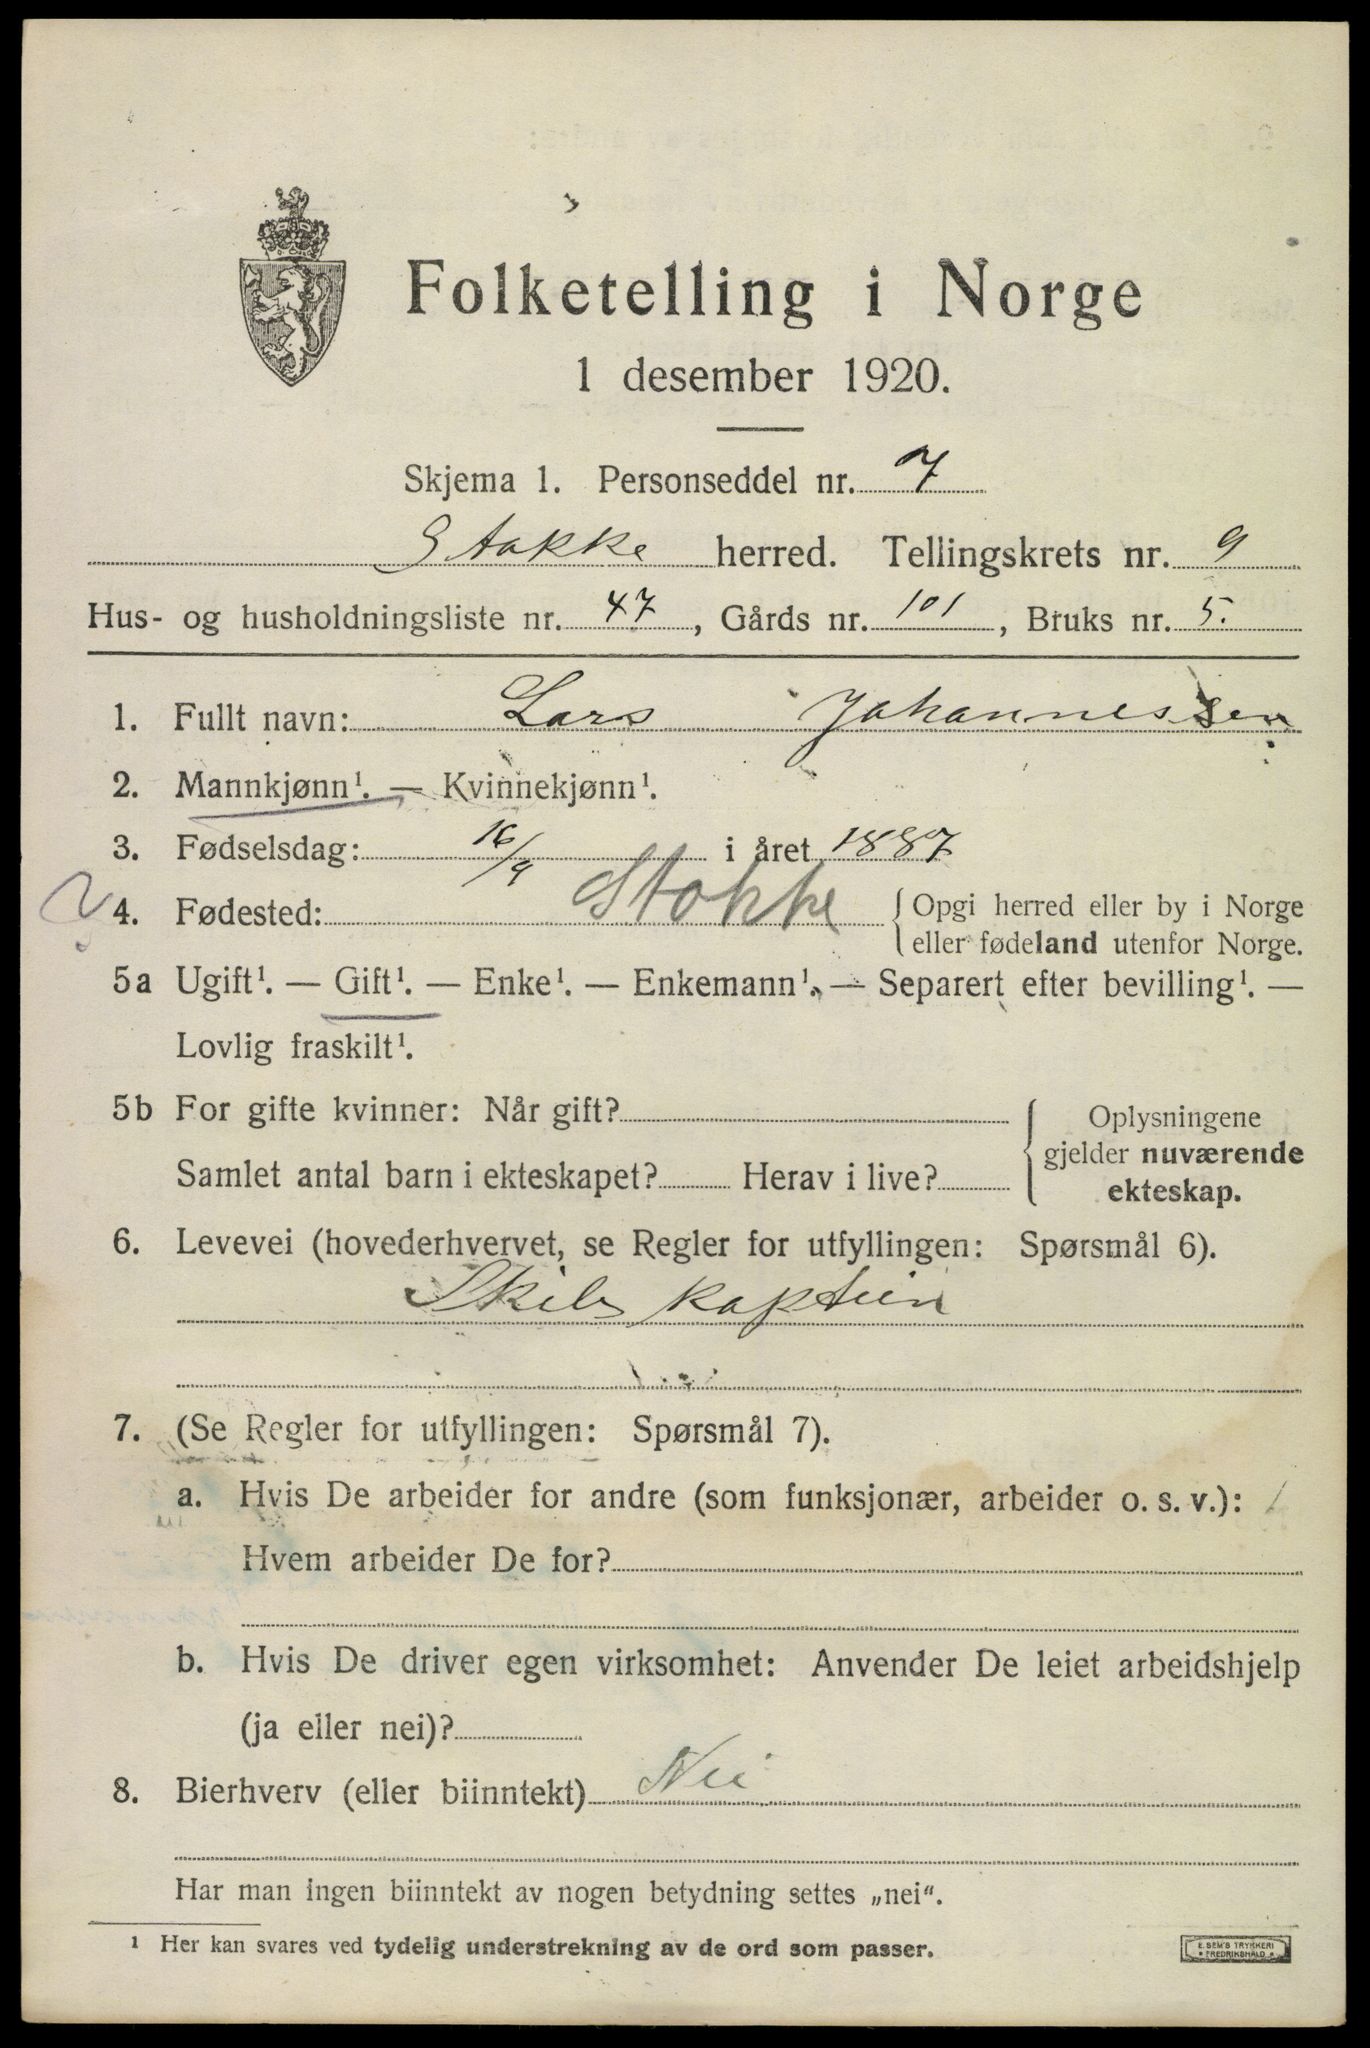 Folketelling i Norge
1 desember 1920.
Skjema 1. Personseddel nr. 7
Stokke herred. Tellingskrets nr. 9
Hus- og husholdningsliste nr. 47, Gårds nr. 101, Bruks nr. 5.
1. Fullt navn: Lars Johannessen
2. Mannkjønn¹. — Kvinnekjønn¹.
3. Fødselsdag: 16/9 i året 1887
4. Fødested: Stokke { Opgi herred eller by i Norge
eller fødeland utenfor Norge.
5a Ugift¹. — Gift¹. — Enke¹. — Enkemann¹. — Separert efter bevilling¹. —
Lovlig fraskilt¹.
5b For gifte kvinner: Når gift? { Oplysningene
gjelder nuværende
Samlet antal barn i ekteskapet? Herav i live? ekteskap.
6. Levevei (hovederhvervet, se Regler for utfyllingen: Spørsmål 6).
Skibskaptein
7. (Se Regler for utfyllingen: Spørsmål 7).
a. Hvis De arbeider for andre (som funksjonær, arbeider o. s. v.):
Hvem arbeider De for?
b. Hvis De driver egen virksomhet: Anvender De leiet arbeidshjelp
(ja eller nei)?
8. Bierhverv (eller biinntekt) Nei
Har man ingen biinntekt av nogen betydning settes „nei“.
¹ Her kan svares ved tydelig understrekning av de ord som passer.
E. SEM'S TRYKKERI
FREDRIKSHALD